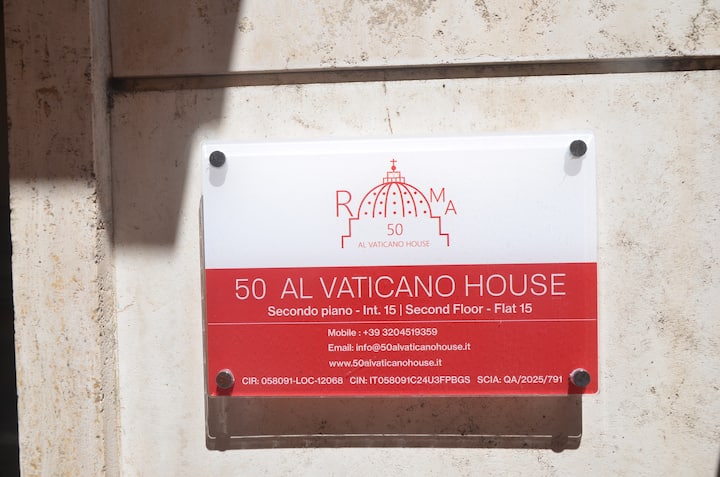 R MA
50
AL VATICANO HOUSE
50 AL VATICANO HOUSE
Secondo piano - Int. 15 | Second Floor - Flat 15
Mobile : +39 3204519359
Email: info@50alvaticanohouse.it
www.50alvaticanohouse.it
CIR: 058091-LOC-12068 CIN: IT058091C24U3FPBGS SCIA: QA/2025/791